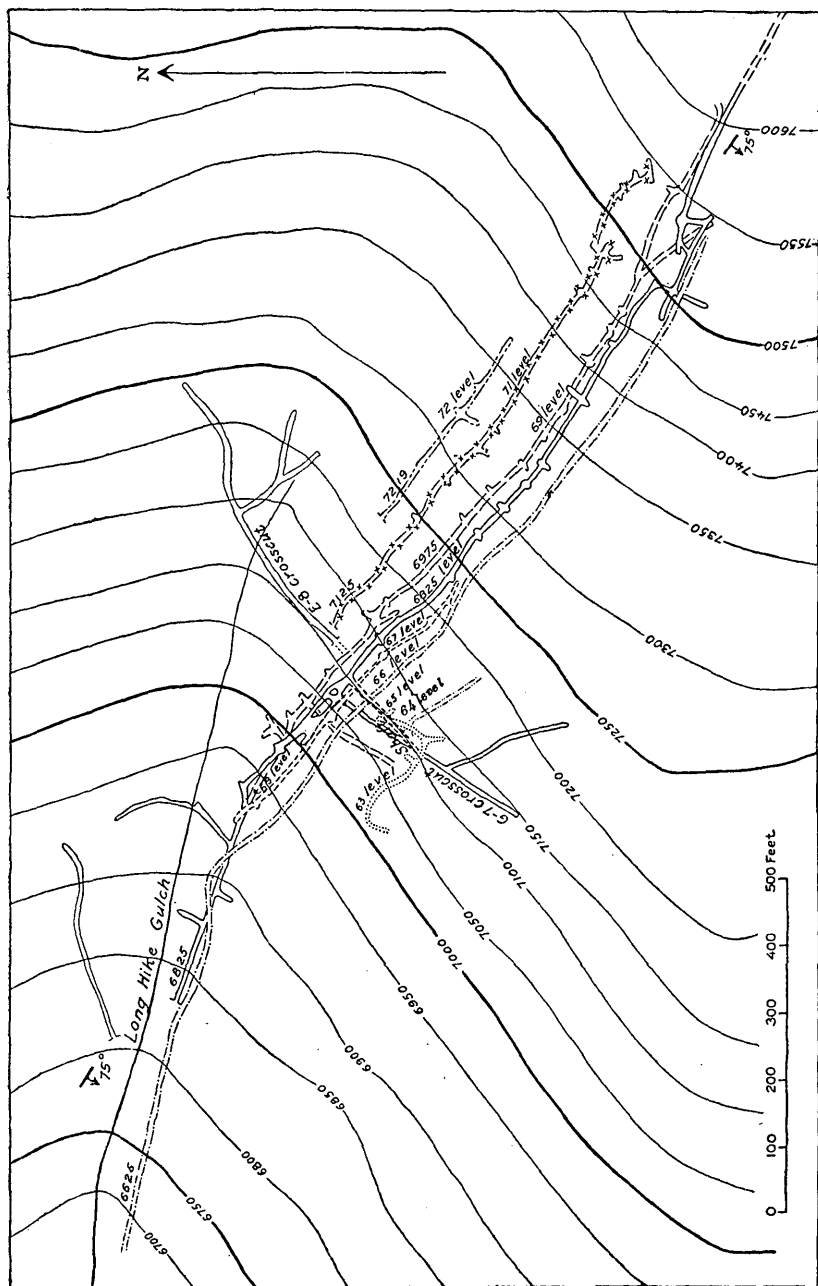 N
7600
75°
7550
7500
7450
7400
7350
7300
7250
7200
7150
7100
7050
7000
6950
6900
6850
6800
6750
6700
72 level
7219
71 level
7125
69 level
6975
6825 level
67 level
66 level
65 level
64 level
Shaft
63 level
68 level
E-8 Crosscut
G-7 Crosscut
Long Hike Gulch
6825
75°
6625
0 100 200 300 400 500 Feet